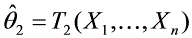 θ̂₂ = T₂(X₁,…,Xₙ)